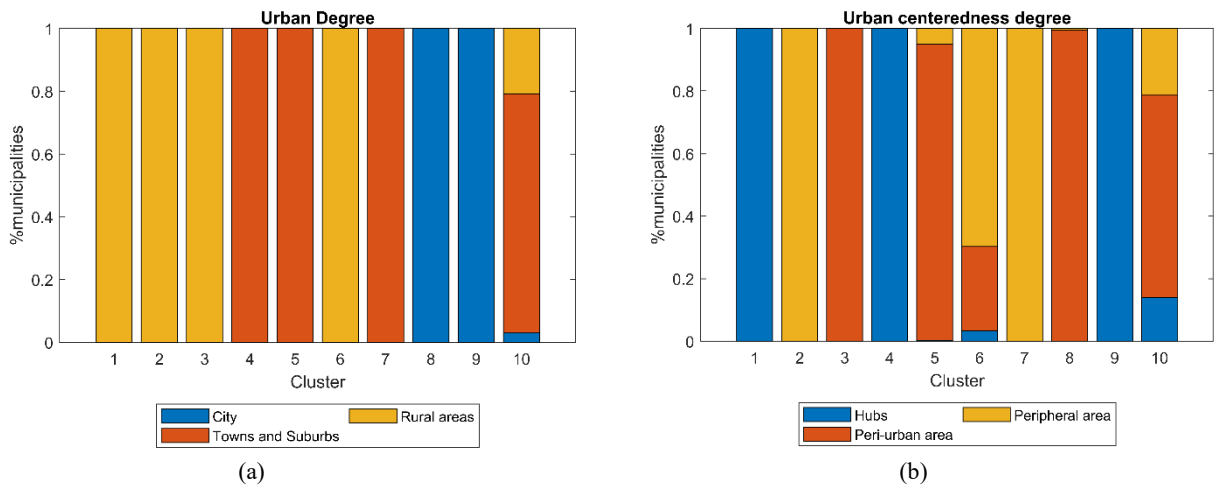 Urban Degree
1
0.8
0.6
0.4
0.2
0
%municipalities
1 2 3 4 5 6 7 8 9 10
Cluster
City
Rural areas
Towns and Suburbs
(a)
Urban centeredness degree
1
0.8
0.6
0.4
0.2
0
%municipalities
1 2 3 4 5 6 7 8 9 10
Cluster
Hubs
Peripheral area
Peri-urban area
(b)